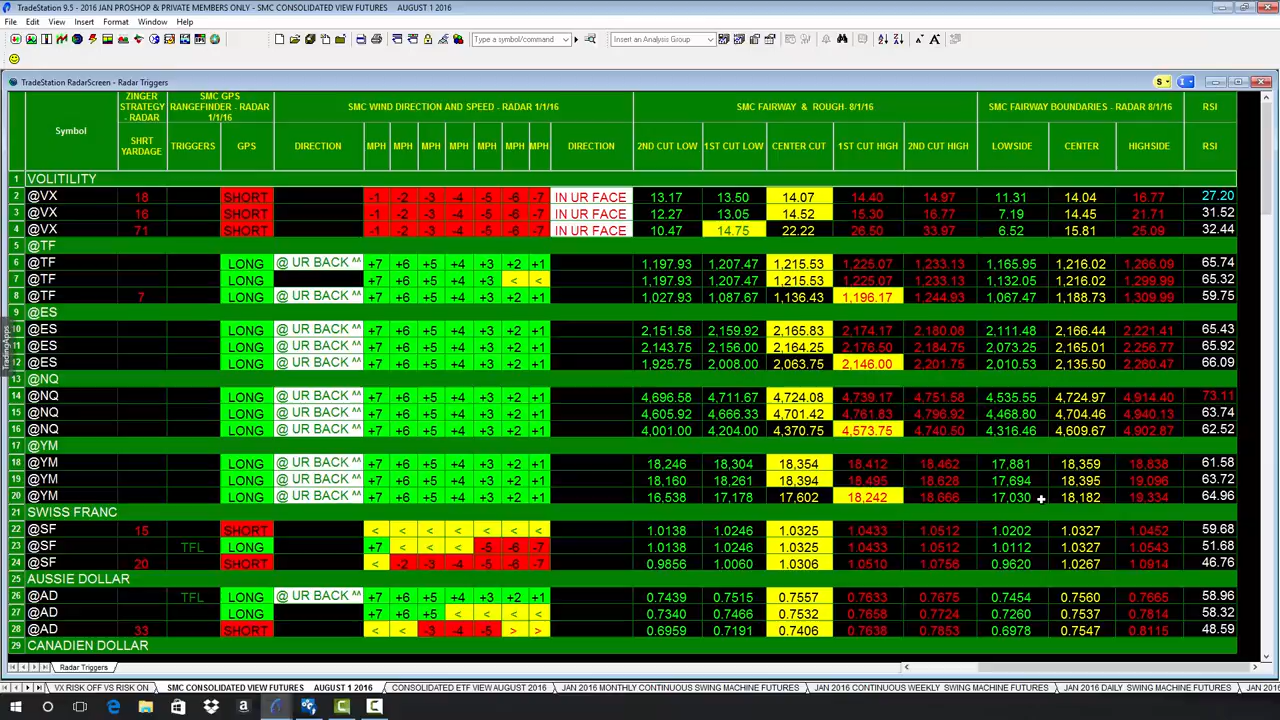 TradeStation 9.5 - 2016 JAN PROSHOP & PRIVATE MEMBERS ONLY - SMC CONSOLIDATED VIEW FUTURES AUGUST 1 2016
File Edit View Insert Format Window Help
Type a symbol/command Insert an Analysis Group
TradeStation RadarScreen - Radar Triggers
Symbol ZINGER STRATEGY - RADAR SMC GPS RANGEFINDER - RADAR 1/1/16 SMC WIND DIRECTION AND SPEED - RADAR 1/1/16 SMC FAIRWAY & ROUGH- 8/1/16 SMC FAIRWAY BOUNDARIES - RADAR 8/1/16 RSI
SHRT YARDAGE TRIGGERS GPS DIRECTION MPH MPH MPH MPH MPH MPH MPH DIRECTION 2ND CUT LOW 1ST CUT LOW CENTER CUT 1ST CUT HIGH 2ND CUT HIGH LOWSIDE CENTER HIGHSIDE RSI
1 VOLITILITY
2 @VX 18 SHORT -1 -2 -3 -4 -5 -6 -7 IN UR FACE 13.17 13.50 14.07 14.40 14.97 11.31 14.04 16.77 27.20
3 @VX 16 SHORT -1 -2 -3 -4 -5 -6 -7 IN UR FACE 12.27 13.05 14.52 15.30 16.77 7.19 14.45 21.71 31.52
4 @VX 71 SHORT -1 -2 -3 -4 -5 -6 -7 IN UR FACE 10.47 14.75 22.22 26.50 33.97 6.52 15.81 25.09 32.44
5 @TF
6 @TF LONG @ UR BACK ^^ +7 +6 +5 +4 +3 +2 +1 1,197.93 1,207.47 1,215.53 1,225.07 1,233.13 1,165.95 1,216.02 1,266.09 65.74
7 @TF LONG +7 +6 +5 +4 +3 < < 1,197.93 1,207.47 1,215.53 1,225.07 1,233.13 1,132.05 1,216.02 1,299.99 65.32
8 @TF 7 LONG @ UR BACK ^^ +7 +6 +5 +4 +3 +2 +1 1,027.93 1,087.67 1,136.43 1,196.17 1,244.93 1,067.47 1,188.73 1,309.99 59.75
9 @ES
10 @ES LONG @ UR BACK ^^ +7 +6 +5 +4 +3 +2 +1 2,151.58 2,159.92 2,165.83 2,174.17 2,180.08 2,111.48 2,166.44 2,221.41 65.43
11 @ES LONG @ UR BACK ^^ +7 +6 +5 +4 +3 +2 +1 2,143.75 2,156.00 2,164.25 2,176.50 2,184.75 2,073.25 2,165.01 2,256.77 65.92
12 @ES LONG @ UR BACK ^^ +7 +6 +5 +4 +3 +2 +1 1,925.75 2,008.00 2,063.75 2,146.00 2,201.75 2,010.51 2,135.50 2,260.47 66.09
13 @NQ
14 @NQ LONG @ UR BACK ^^ +7 +6 +5 +4 +3 +2 +1 4,696.58 4,711.67 4,724.08 4,739.17 4,751.58 4,535.55 4,724.97 4,914.40 73.11
15 @NQ LONG @ UR BACK ^^ +7 +6 +5 +4 +3 +2 +1 4,605.92 4,666.33 4,701.42 4,761.83 4,796.92 4,468.80 4,704.46 4,940.13 63.74
16 @NQ LONG @ UR BACK ^^ +7 +6 +5 +4 +3 +2 +1 4,001.00 4,204.00 4,370.75 4,573.75 4,740.50 4,316.46 4,609.67 4,902.87 62.52
17 @YM
18 @YM LONG @ UR BACK ^^ +7 +6 +5 +4 +3 +2 +1 18,246 18,304 18,354 18,412 18,462 17,881 18,359 18,838 61.58
19 @YM LONG @ UR BACK ^^ +7 +6 +5 +4 +3 +2 +1 18,160 18,261 18,394 18,495 18,628 17,694 18,395 19,096 63.72
20 @YM LONG @ UR BACK ^^ +7 +6 +5 +4 +3 +2 +1 16,538 17,178 17,602 18,242 18,666 17,030 18,182 19,334 64.96
21 SWISS FRANC
22 @SF 15 SHORT < < < < < < < 1.0138 1.0246 1.0325 1.0433 1.0512 1.0202 1.0327 1.0452 59.68
23 @SF TFL LONG +7 < < < -5 -6 -7 1.0138 1.0246 1.0325 1.0433 1.0512 1.0112 1.0327 1.0543 51.68
24 @SF 20 SHORT < -2 -3 -4 -5 -6 -7 0.9856 1.0060 1.0306 1.0510 1.0756 0.9620 1.0267 1.0914 46.76
25 AUSSIE DOLLAR
26 @AD TFL LONG @ UR BACK ^^ +7 +6 +5 +4 +3 +2 +1 0.7439 0.7515 0.7557 0.7633 0.7675 0.7454 0.7560 0.7665 58.96
27 @AD LONG +7 +6 +5 < < < < 0.7340 0.7466 0.7532 0.7658 0.7724 0.7260 0.7537 0.7814 58.32
28 @AD 33 SHORT < < -3 -4 -5 > > 0.6959 0.7191 0.7406 0.7638 0.7853 0.6978 0.7547 0.8115 48.59
29 CANADIEN DOLLAR
TradingApps
Radar Triggers
VX RISK OFF VS RISK ON SMC CONSOLIDATED VIEW FUTURES AUGUST 1 2016 CONSOLIDATED ETF VIEW AUGUST 2016 JAN 2016 MONTHLY CONTINUOUS SWING MACHINE FUTURES JAN 2016 CONTINUOUS WEEKLY SWING MACHINE FUTURES JAN 2016 DAILY SWING MACHINE FUTURES JAN 2016